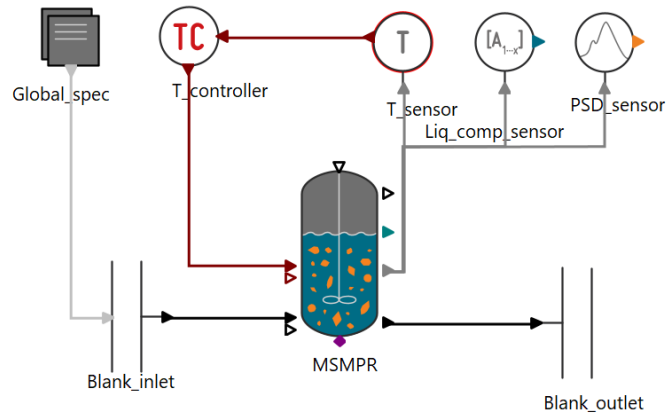 TC
T
[A₁...ₓ]
Global_spec
T_controller
T_sensor
Liq_comp_sensor
PSD_sensor
MSMPR
Blank_inlet
Blank_outlet